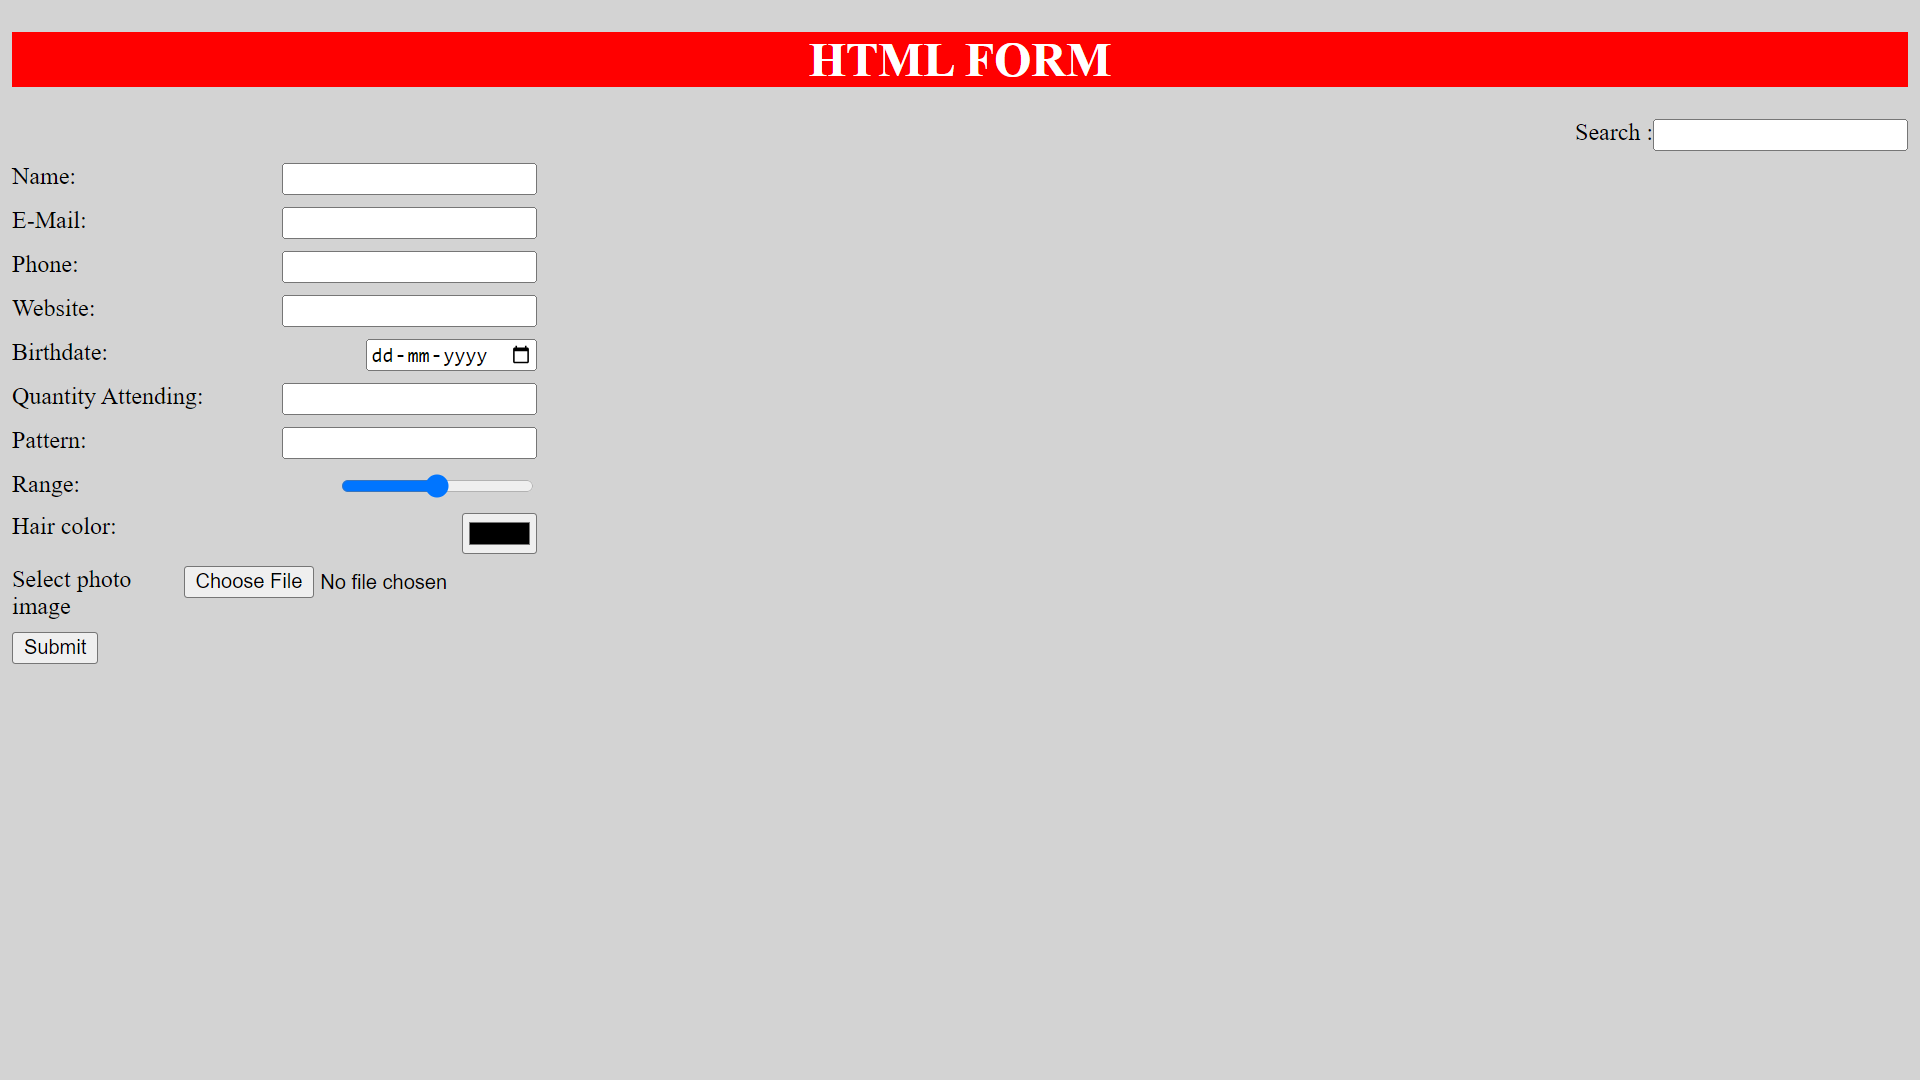 HTML FORM
Search :
Name:
E-Mail:
Phone:
Website:
Birthdate: dd-mm-yyyy
Quantity Attending:
Pattern:
Range:
Hair color:
Select photo Choose File No file chosen
image
Submit